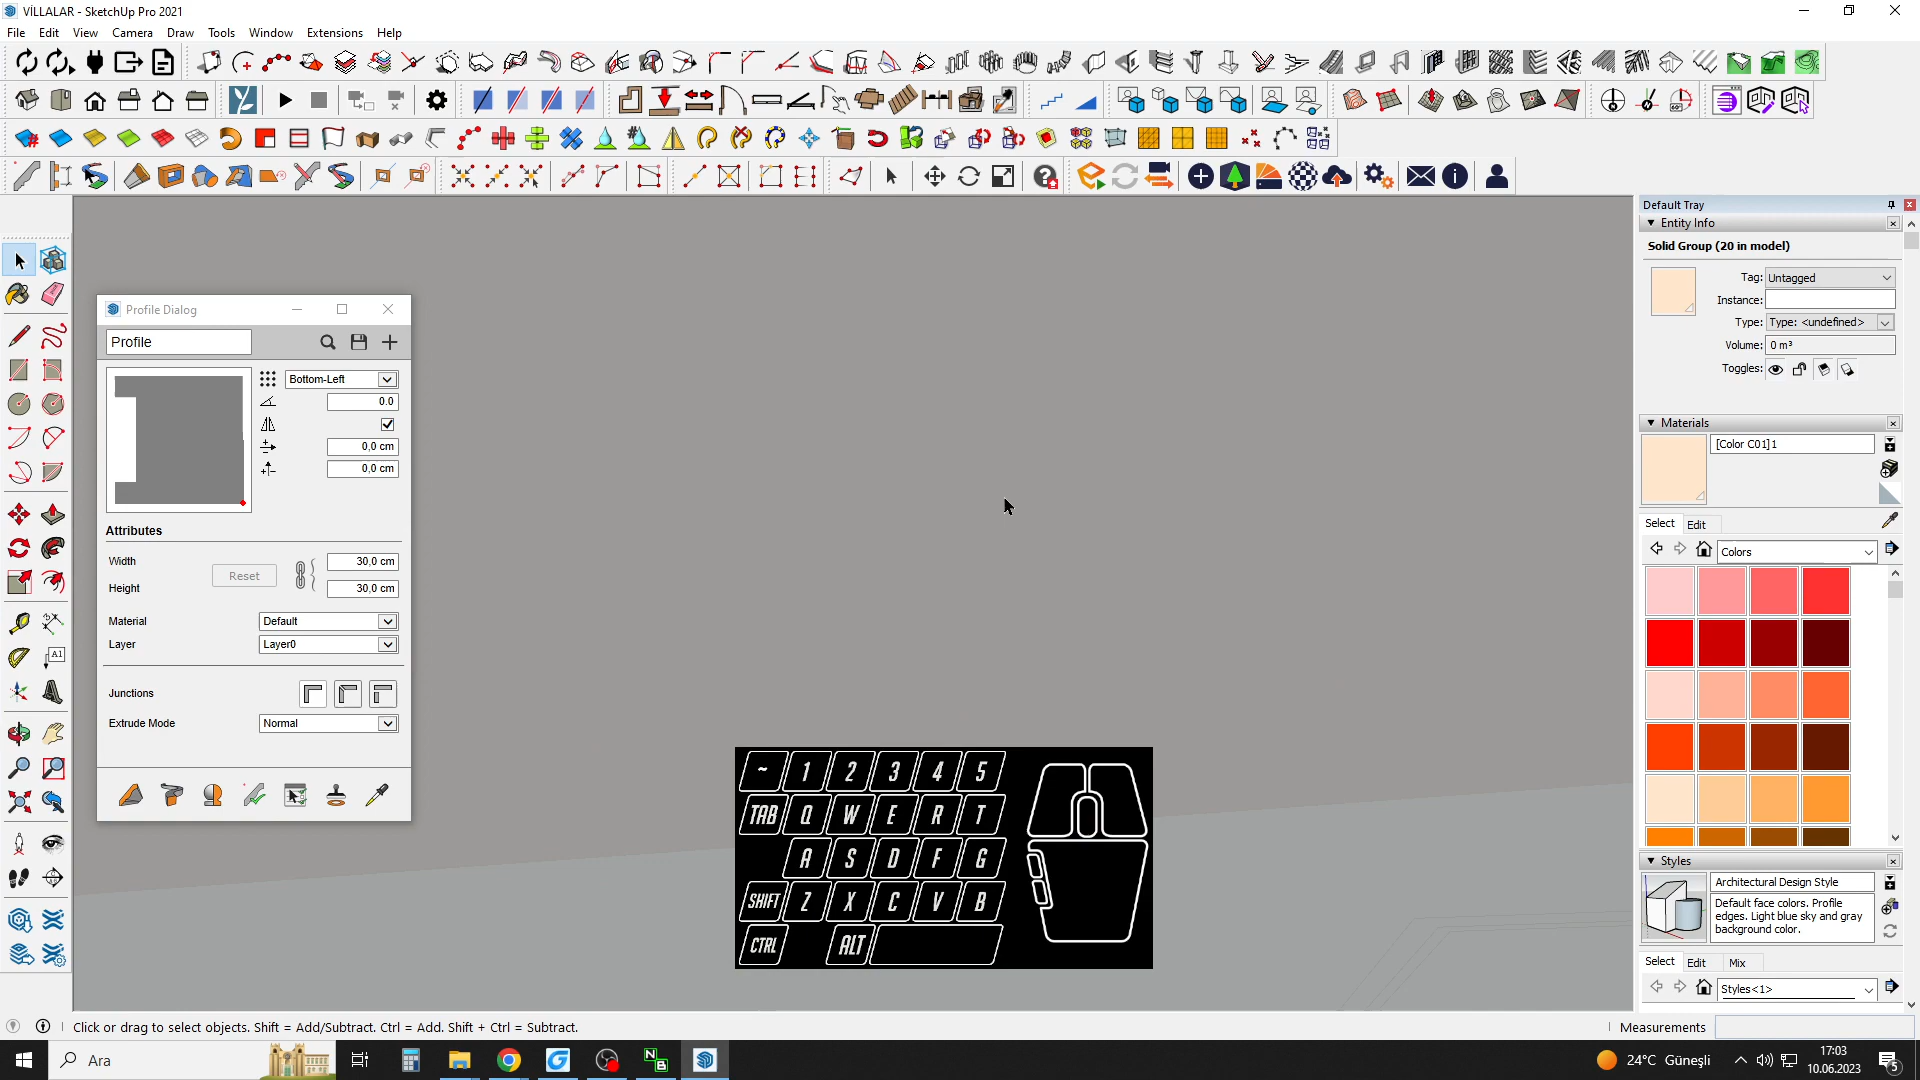 VİLLALAR - SketchUp Pro 2021
File Edit View Camera Draw Tools Window Extensions Help
Default Tray
Entity Info
Solid Group (20 in model)
Tag: Untagged
Instance:
Type: Type: <undefined>
Volume: 0 m³
Toggles:
Materials
[Color C01]1
Select Edit
Colors
Styles
Architectural Design Style
Default face colors. Profile
edges. Light blue sky and gray
background color.
Select Edit Mix
Styles<1>
Profile Dialog
Profile
Bottom-Left
0.0
0,0 cm
0,0 cm
Attributes
Width 30,0 cm
Reset
Height 30,0 cm
Material Default
Layer Layer0
Junctions
Extrude Mode Normal
A1
~ 1 2 3 4 5
TAB Q W E R T
A S D F G
SHIFT Z X C V B
CTRL ALT
Click or drag to select objects. Shift = Add/Subtract. Ctrl = Add. Shift + Ctrl = Subtract.
Measurements
Ara
24°C Güneşli
17:03
10.06.2023
5